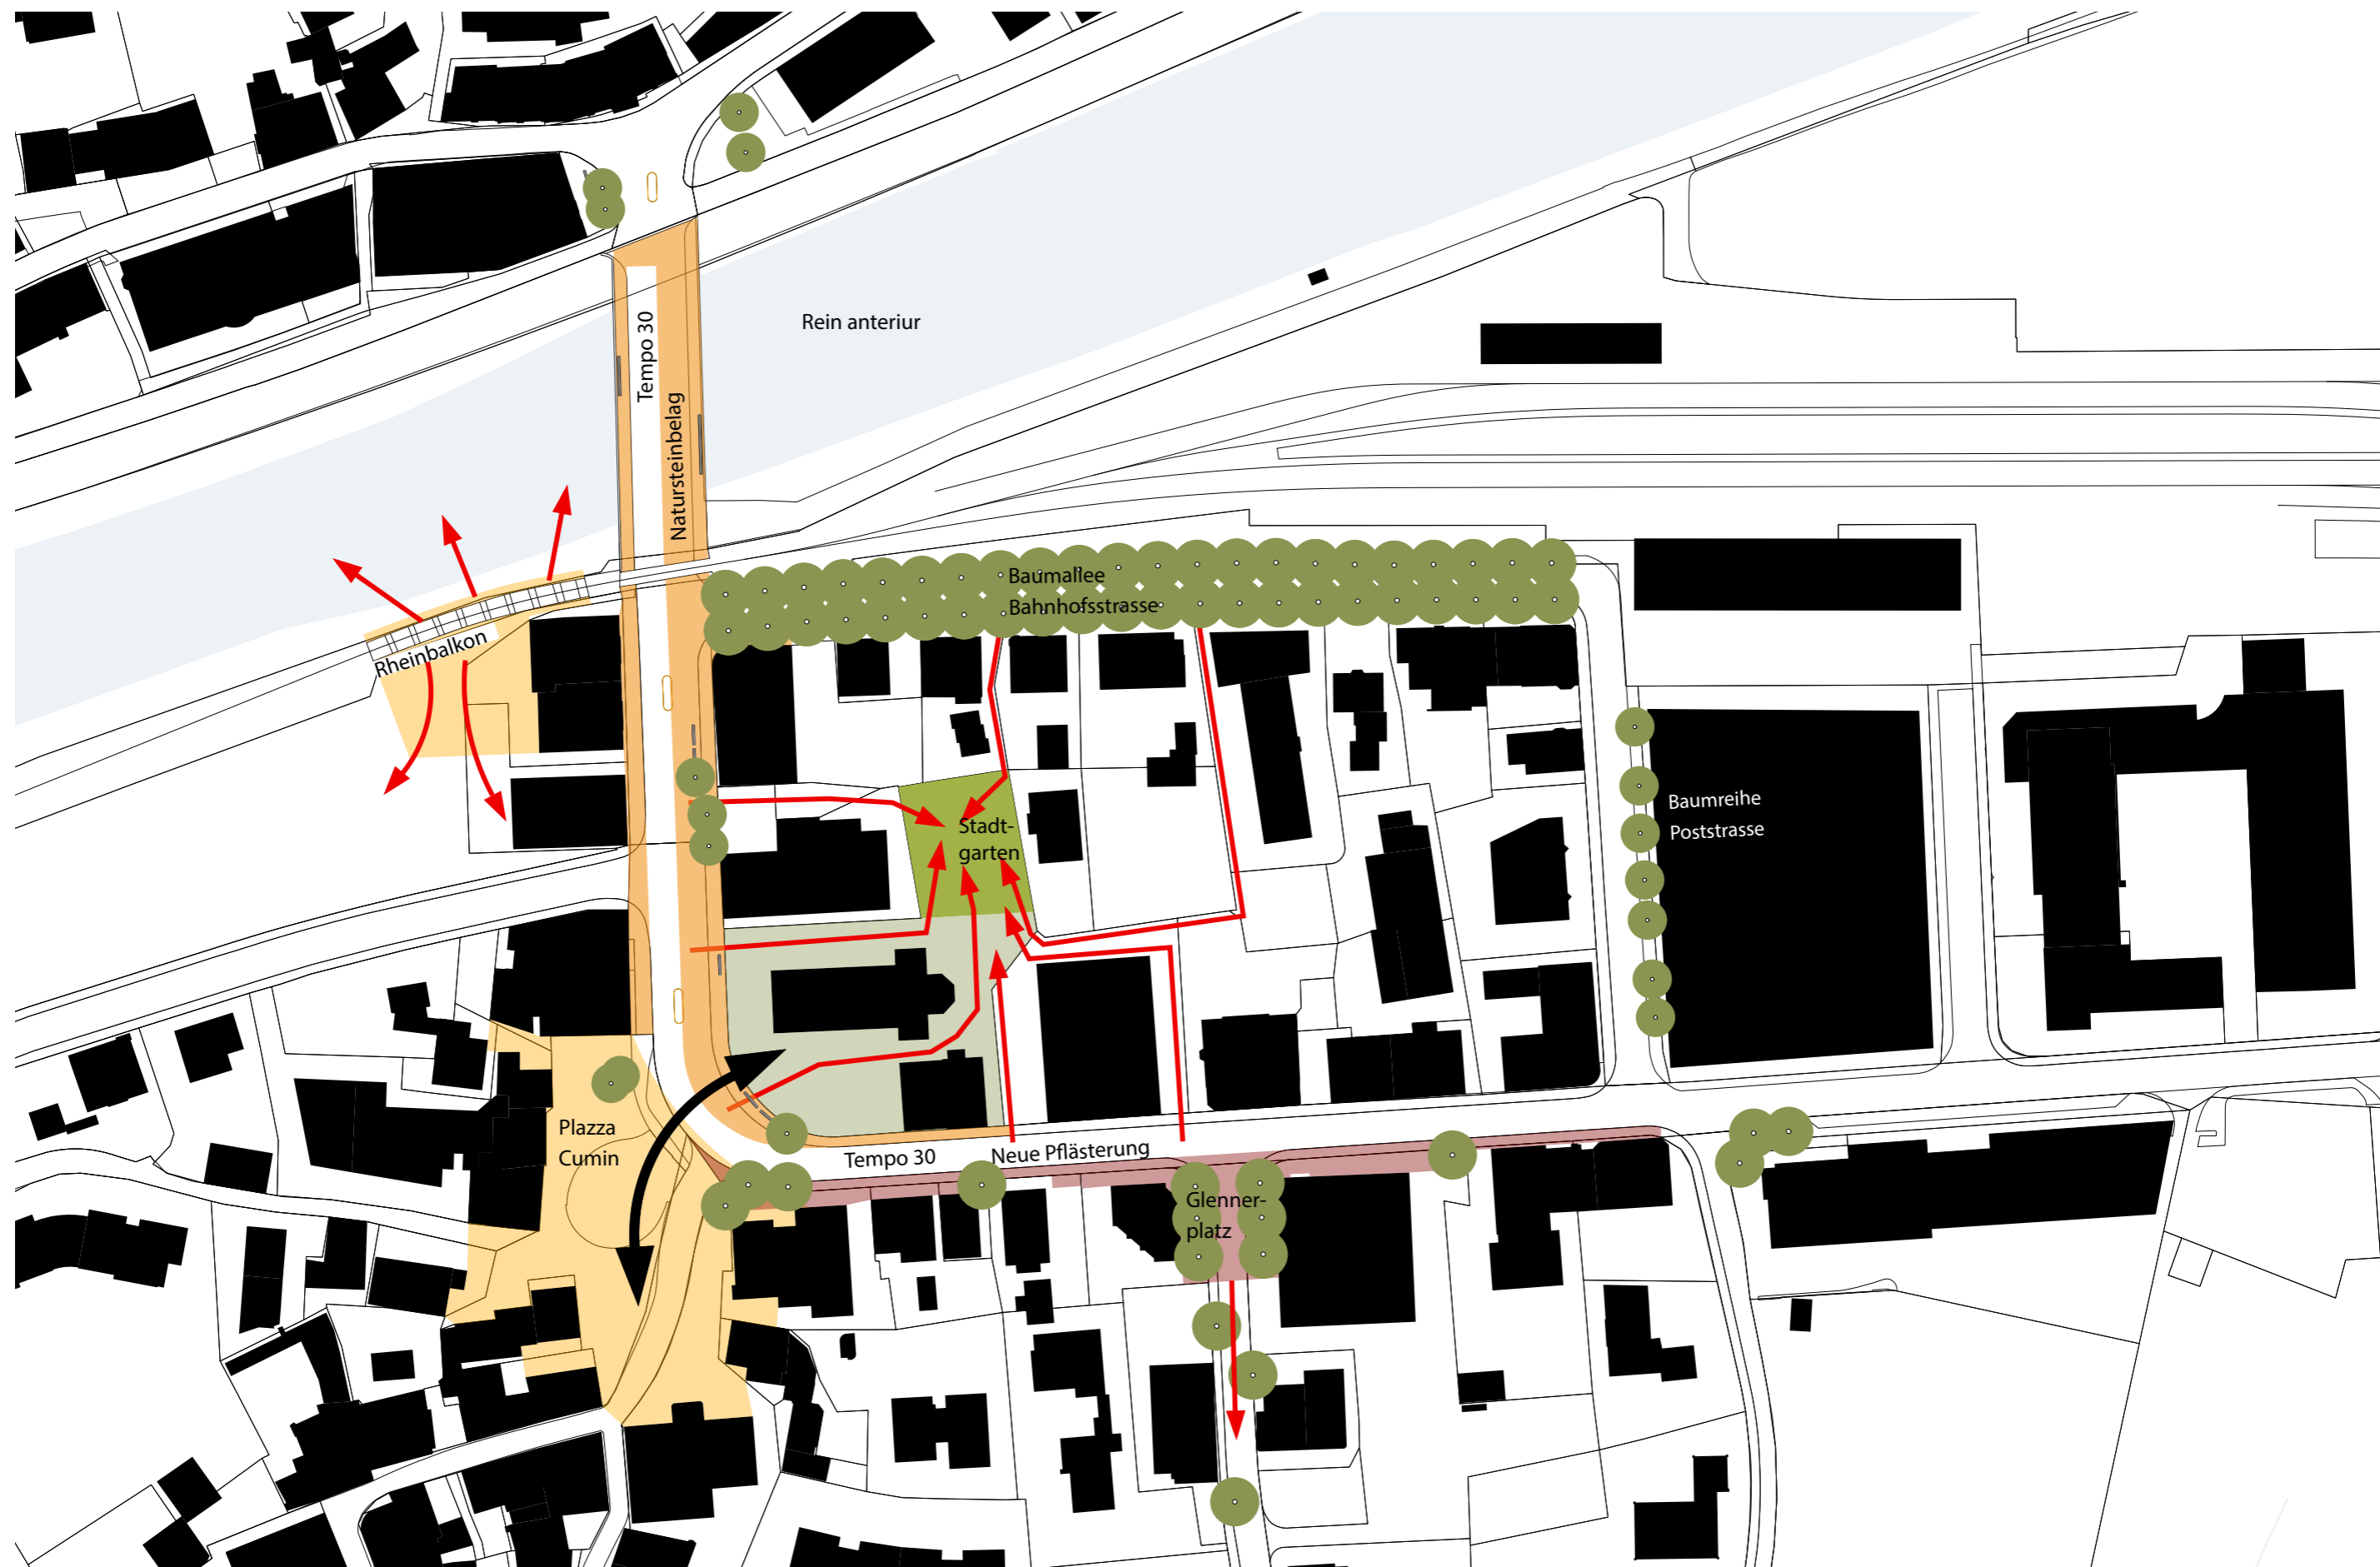 Rein anteriur
Tempo 30
Natursteinbelag
Baumallee
Bahnhofsstrasse
Rheinbalkon
Stadt-
garten
Baumreihe
Poststrasse
Plazza
Cumin
Tempo 30
Neue Pflästerung
Glenner-
platz